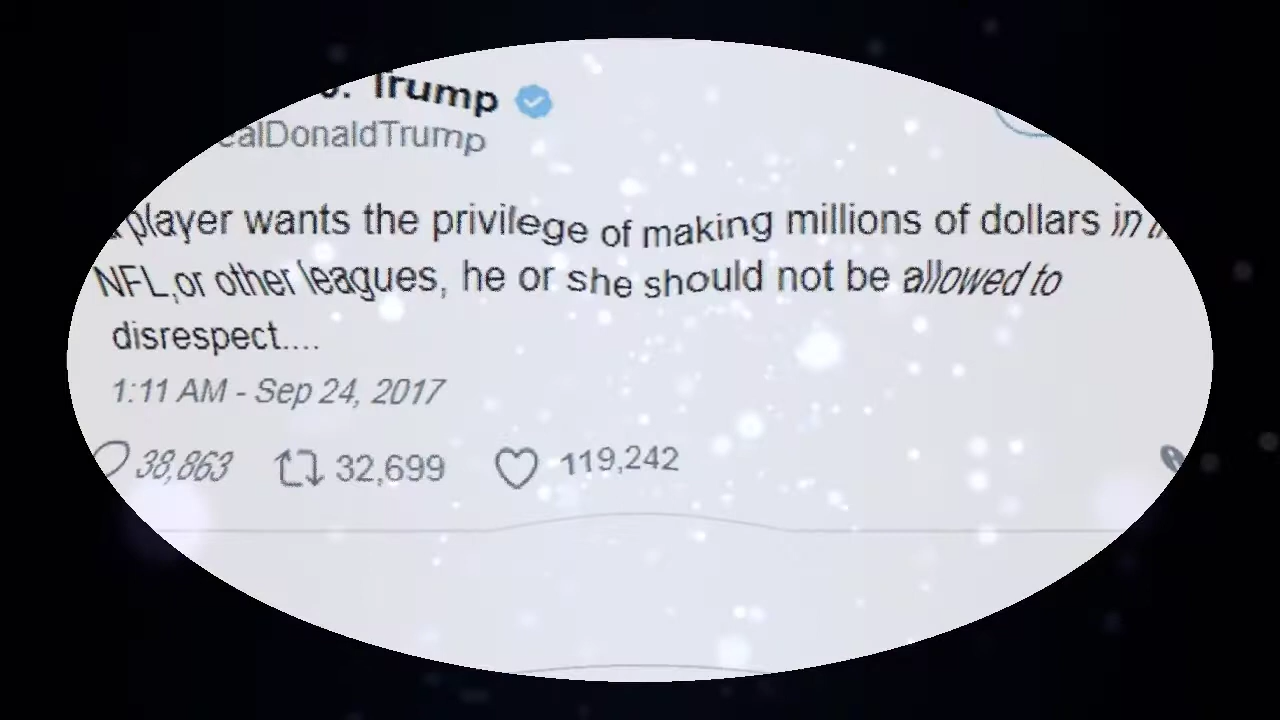 Trump
ealDonaldTrump
player wants the privilege of making millions of dollars in
NFL,or other leagues, he or she should not be allowed to
disrespect....
1:11 AM - Sep 24, 2017
38,863 32,699 119,242